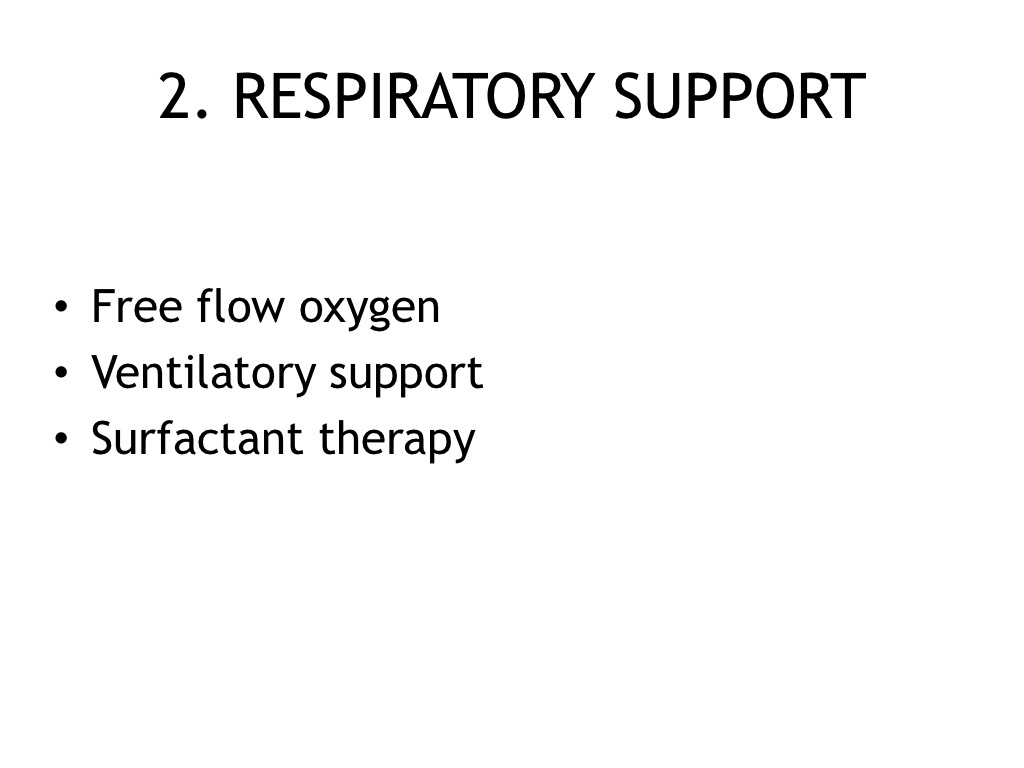 2. RESPIRATORY SUPPORT
• Free flow oxygen
• Ventilatory support
• Surfactant therapy